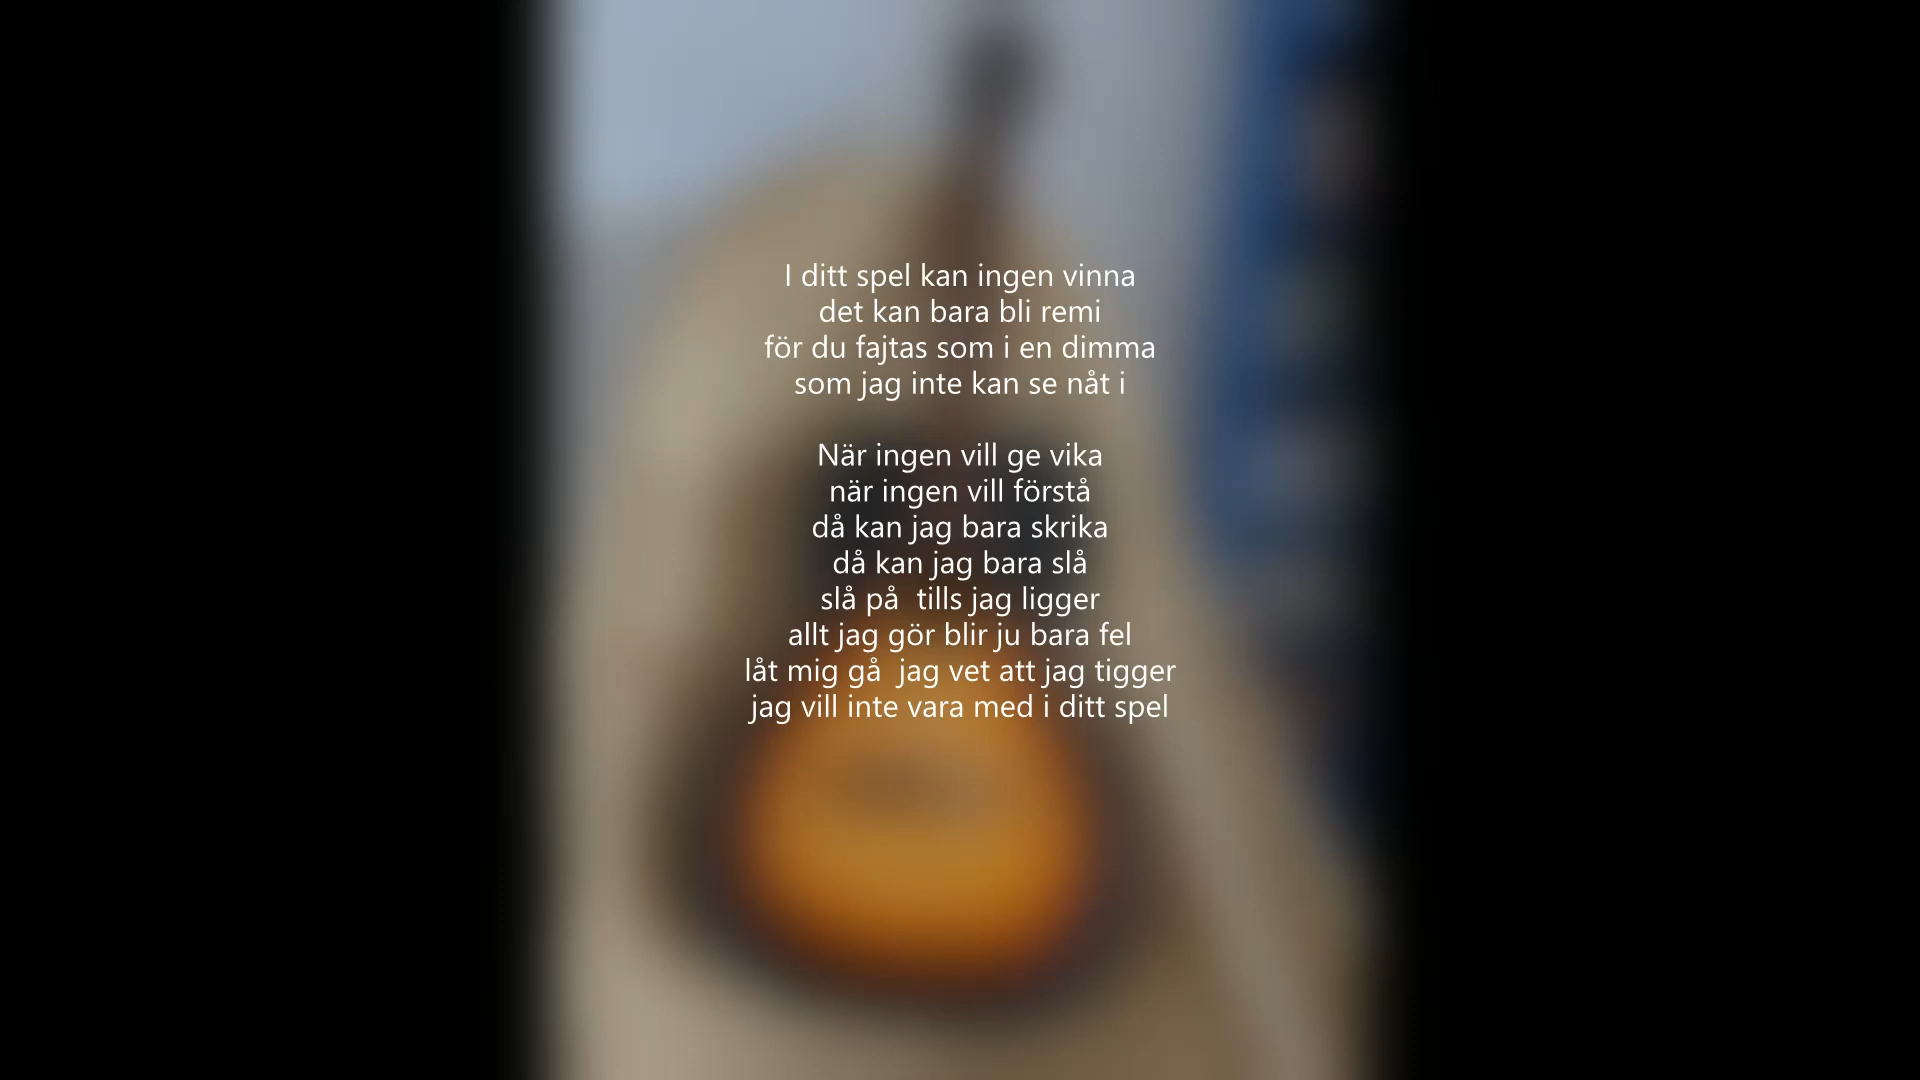 I ditt spel kan ingen vinna
det kan bara bli remi
för du fajtas som i en dimma
som jag inte kan se nåt i
När ingen vill ge vika
när ingen vill förstå
då kan jag bara skrika
då kan jag bara slå
slå på  tills jag ligger
allt jag gör blir ju bara fel
låt mig gå  jag vet att jag tigger
jag vill inte vara med i ditt spel